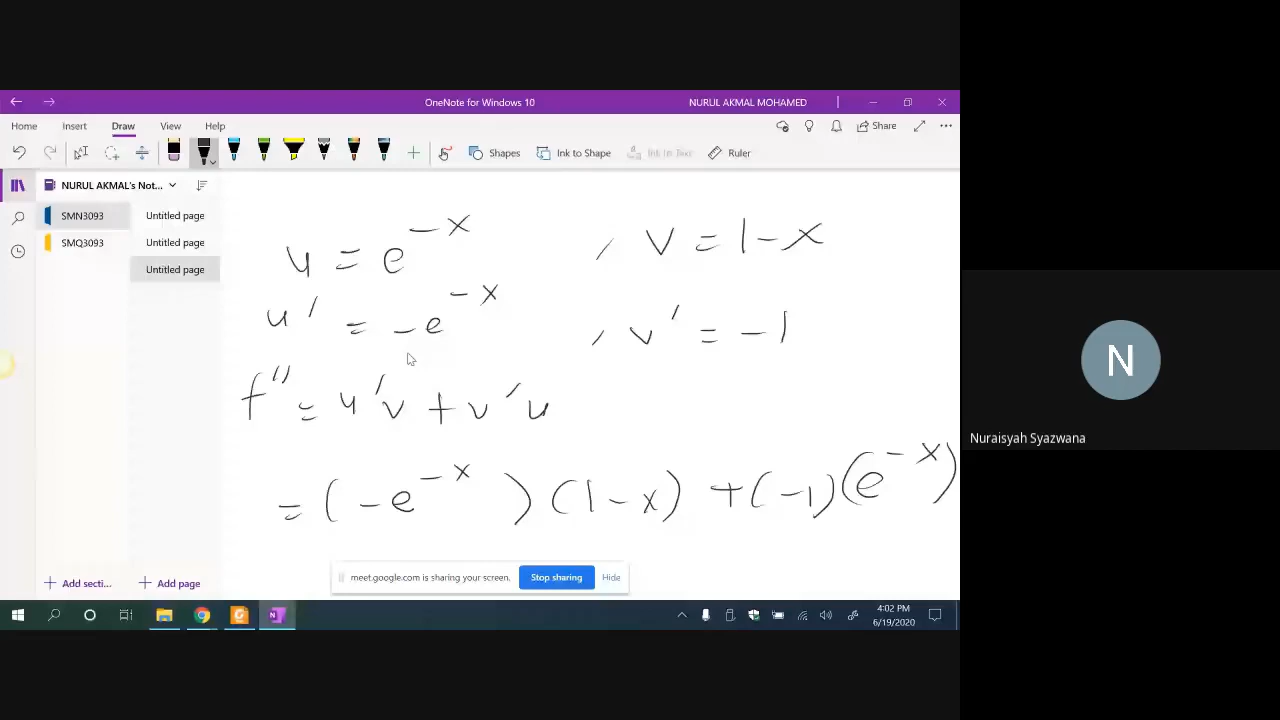 OneNote for Windows 10
NURUL AKMAL MOHAMED
Home Insert Draw View Help Share
Shapes Ink to Shape Ink to Text Ruler
NURUL AKMAL's Not...
SMN3093 Untitled page
SMQ3093 Untitled page
Untitled page
u = e^{-x} , v = 1-x
u' = -e^{-x} , v' = -1
f'' = u'v + v'u
= (-e^{-x}) (1-x) + (-1)(e^{-x})
Nuraisyah Syazwana
N
meet.google.com is sharing your screen. Stop sharing Hide
+ Add secti... + Add page
4:02 PM
6/19/2020